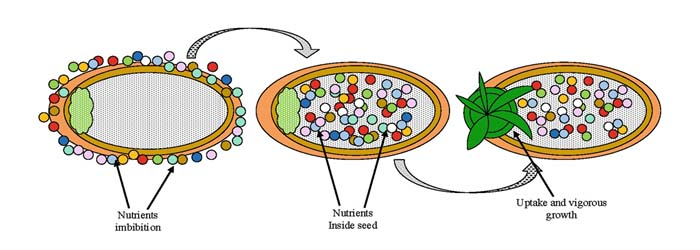 Nutrients
imbibition
Nutrients
Inside seed
Uptake and vigorous
growth